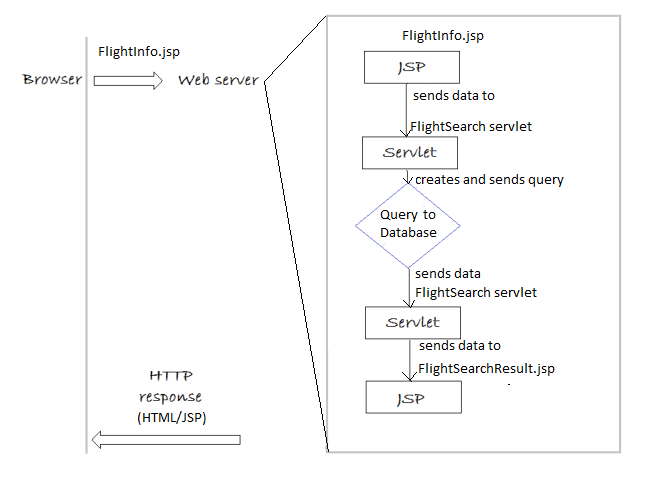 FlightInfo.jsp
Browser
Web server
FlightInfo.jsp
JSP
sends data to
FlightSearch servlet
Servlet
creates and sends query
Query to
Database
sends data
FlightSearch servlet
Servlet
sends data to
FlightSearchResult.jsp
JSP
HTTP
response
(HTML/JSP)